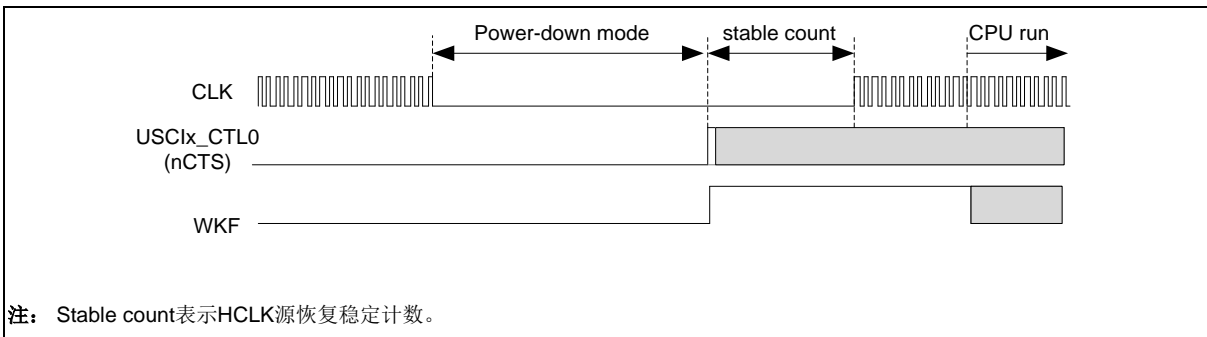 Power-down mode stable count CPU run
CLK
USCIx_CTL0
(nCTS)
WKF
注： Stable count表示HCLK源恢复稳定计数。